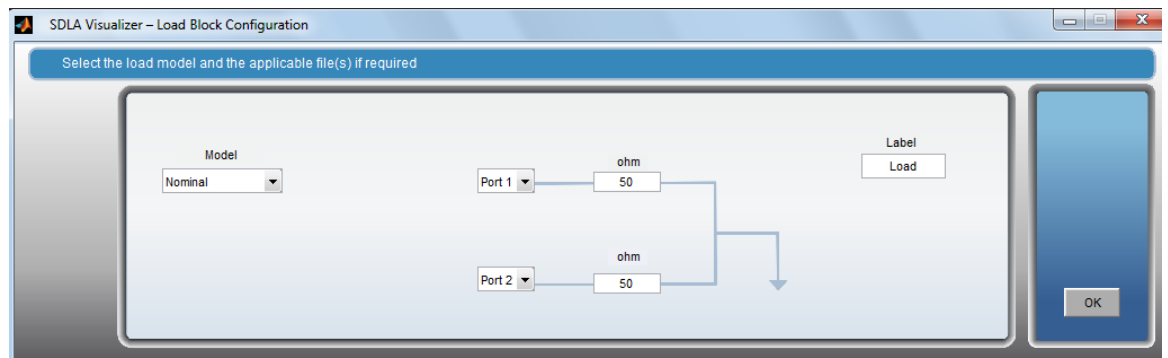 SDLA Visualizer – Load Block Configuration
Select the load model and the applicable file(s) if required
Model
Nominal
Port 1
ohm
50
Label
Load
Port 2
ohm
50
OK